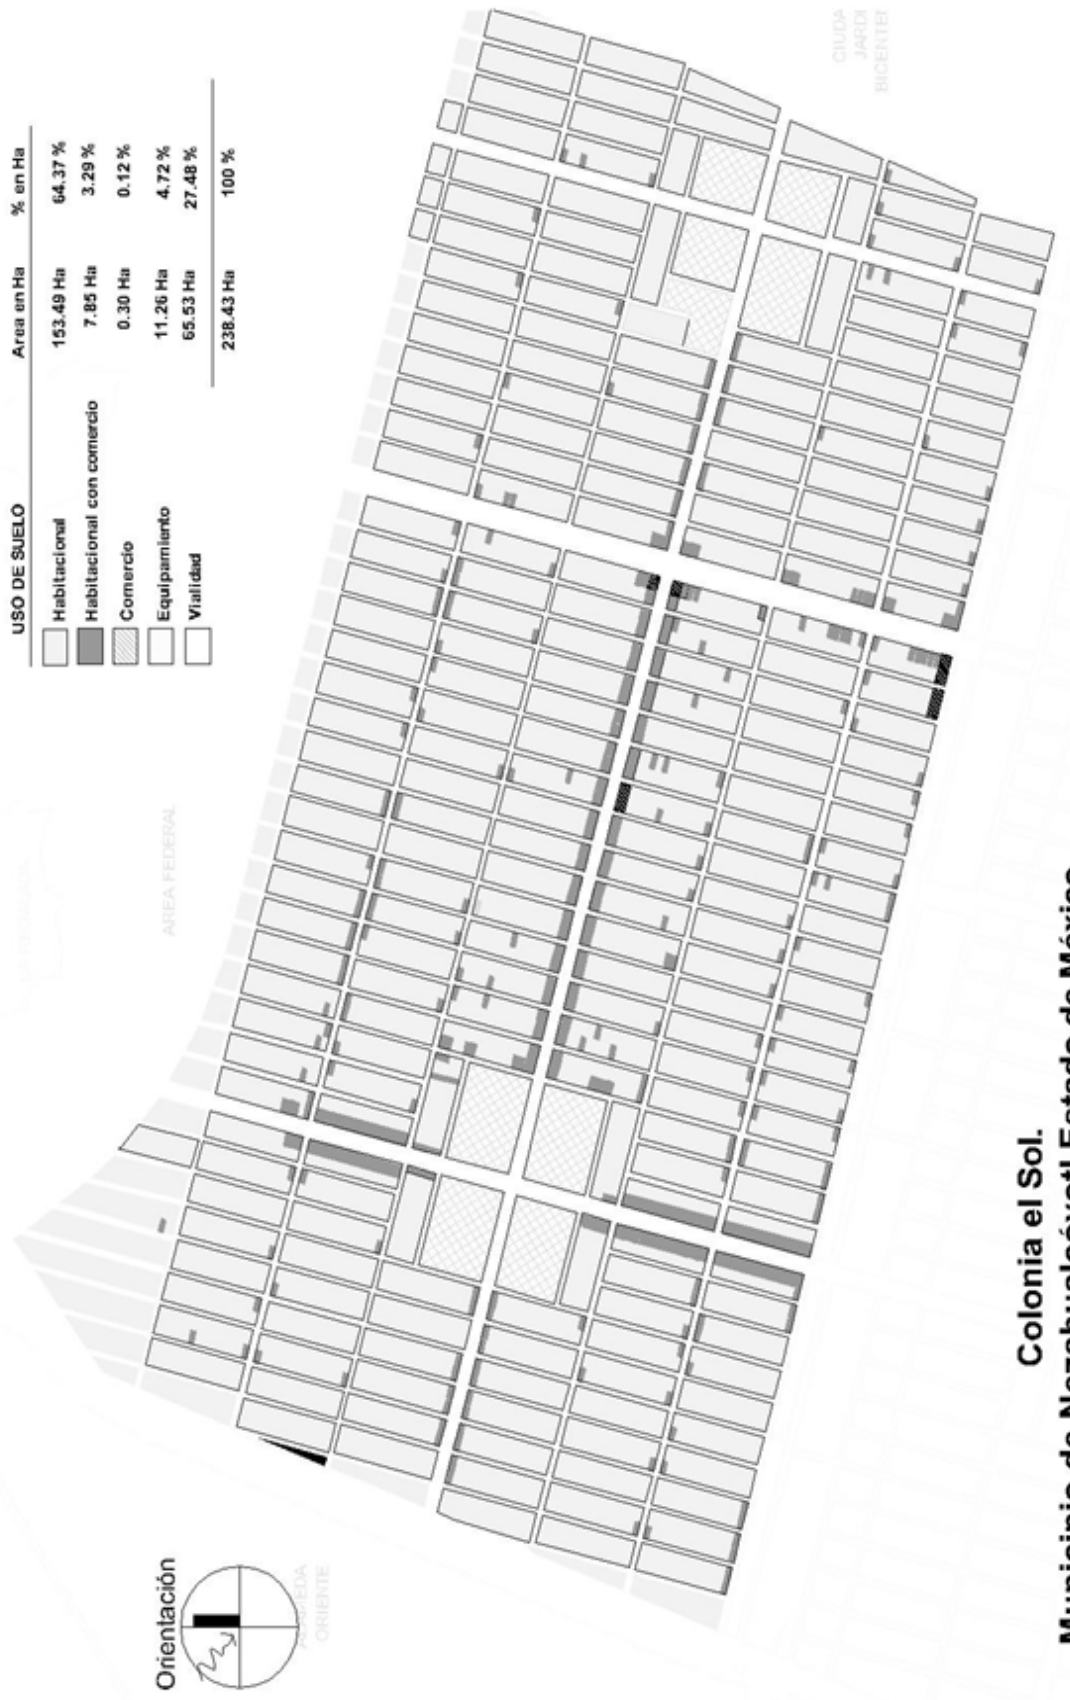 USO DE SUELO Area en Ha % en Ha
Habitacional 153.49 Ha 64.37 %
Habitacional con comercio 7.85 Ha 3.29 %
Comercio 0.30 Ha 0.12 %
Equipamiento 11.26 Ha 4.72 %
Vialidad 65.53 Ha 27.48 %
238.43 Ha 100 %
CIUDA
JARDI
BICENTE
AREA FEDERAL
Orientación
ORIENTE
Colonia el Sol.
Municipio de Nezahualcóyotl Estado de México